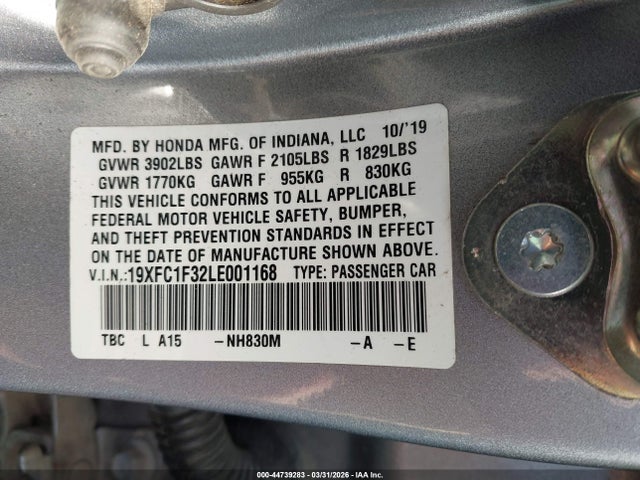 MFD. BY HONDA MFG. OF INDIANA, LLC 10/'19
GVWR 3902LBS GAWR F 2105LBS R 1829LBS
GVWR 1770KG GAWR F 955KG R 830KG
THIS VEHICLE CONFORMS TO ALL APPLICABLE
FEDERAL MOTOR VEHICLE SAFETY, BUMPER,
AND THEFT PREVENTION STANDARDS IN EFFECT
ON THE DATE OF MANUFACTURE SHOWN ABOVE.
V.I.N.:19XFC1F32LE001168 TYPE: PASSENGER CAR
TBC L A15 -NH830M -A -E
000-44739283 - 03/31/2026 - IAA Inc.